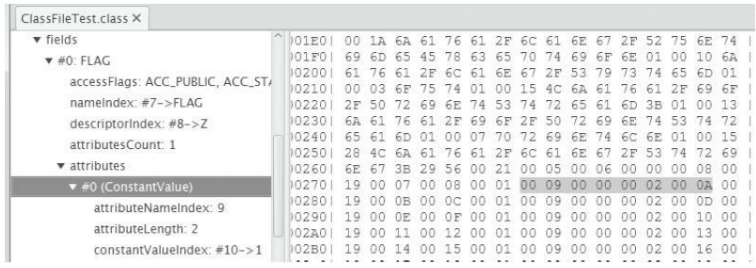 ClassFileTest.class ×
▼ fields
▼ #0: FLAG
accessFlags: ACC_PUBLIC, ACC_STA
nameIndex: #7->FLAG
descriptorIndex: #8->Z
attributesCount: 1
▼ attributes
▼ #0 (ConstantValue)
attributeNameIndex: 9
attributeLength: 2
constantValueIndex: #10->1
001E0| 00 1A 6A 61 76 61 2F 6C 61 6E 67 2F 52 75 6E 74 |
001F0| 69 6D 65 45 78 63 65 70 74 69 6F 6E 01 00 10 6A |
00200| 61 76 61 2F 6C 61 6E 67 2F 53 79 73 74 65 6D 01 |
00210| 00 03 6F 75 74 01 00 15 4C 6A 61 76 61 2F 69 6F |
00220| 2F 50 72 69 6E 74 53 74 72 65 61 6D 3B 01 00 13 |
00230| 6A 61 76 61 2F 69 6F 2F 50 72 69 6E 74 53 74 72 |
00240| 65 61 6D 01 00 07 70 72 69 6E 74 6C 6E 01 00 15 |
00250| 28 4C 6A 61 76 61 2F 6C 61 6E 67 2F 53 74 72 69 |
00260| 6E 67 3B 29 56 00 21 00 05 00 06 00 00 00 08 00 |
00270| 19 00 07 00 08 00 01 00 09 00 00 00 02 00 0A 00 |
00280| 19 00 0B 00 0C 00 01 00 09 00 00 00 02 00 0D 00 |
00290| 19 00 0E 00 0F 00 01 00 09 00 00 00 02 00 10 00 |
002A0| 19 00 11 00 12 00 01 00 09 00 00 00 02 00 13 00 |
002B0| 19 00 14 00 15 00 01 00 09 00 00 00 02 00 16 00 |